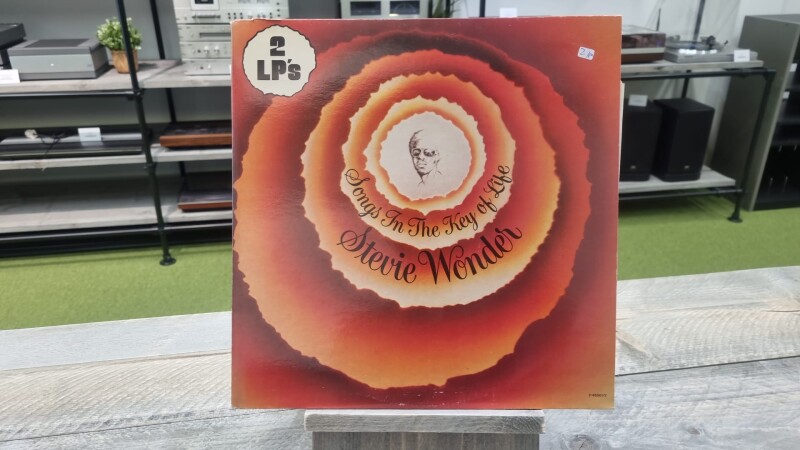 2
LP's
Songs In The Key of Life
Stevie Wonder